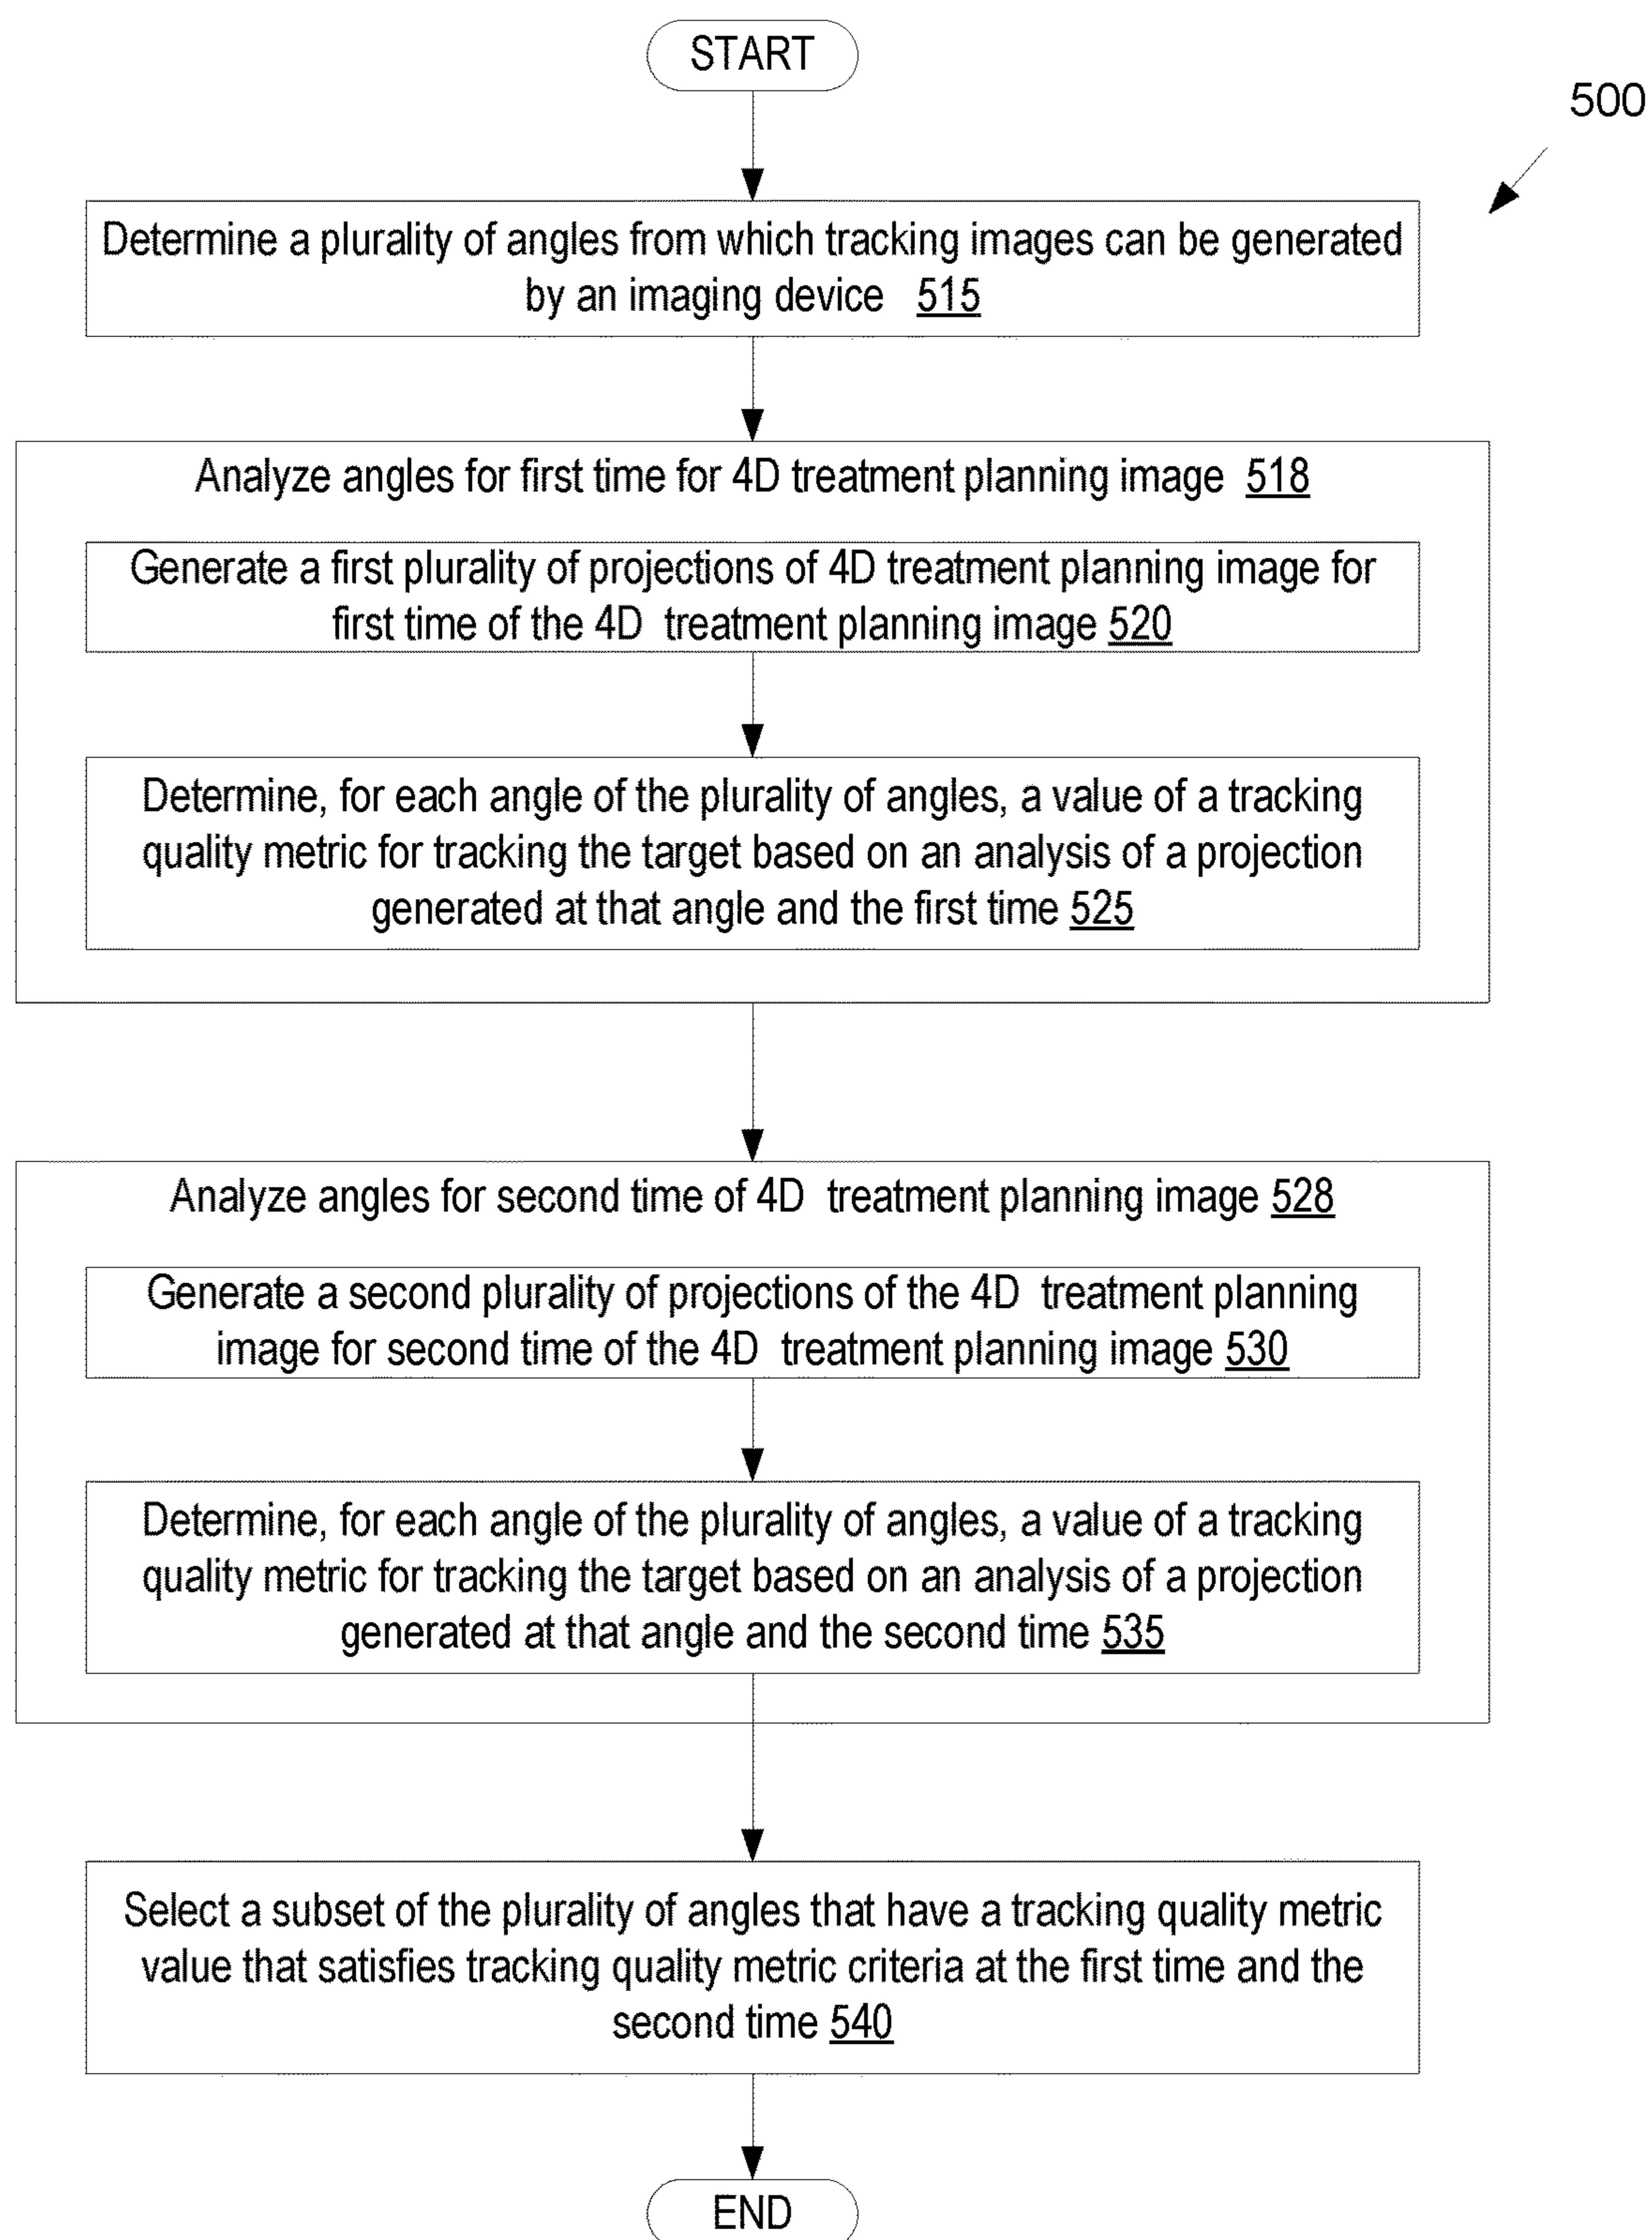 START
500
Determine a plurality of angles from which tracking images can be generated
by an imaging device 515
Analyze angles for first time for 4D treatment planning image 518
Generate a first plurality of projections of 4D treatment planning image for
first time of the 4D treatment planning image 520
Determine, for each angle of the plurality of angles, a value of a tracking
quality metric for tracking the target based on an analysis of a projection
generated at that angle and the first time 525
Analyze angles for second time of 4D treatment planning image 528
Generate a second plurality of projections of the 4D treatment planning
image for second time of the 4D treatment planning image 530
Determine, for each angle of the plurality of angles, a value of a tracking
quality metric for tracking the target based on an analysis of a projection
generated at that angle and the second time 535
Select a subset of the plurality of angles that have a tracking quality metric
value that satisfies tracking quality metric criteria at the first time and the
second time 540
END